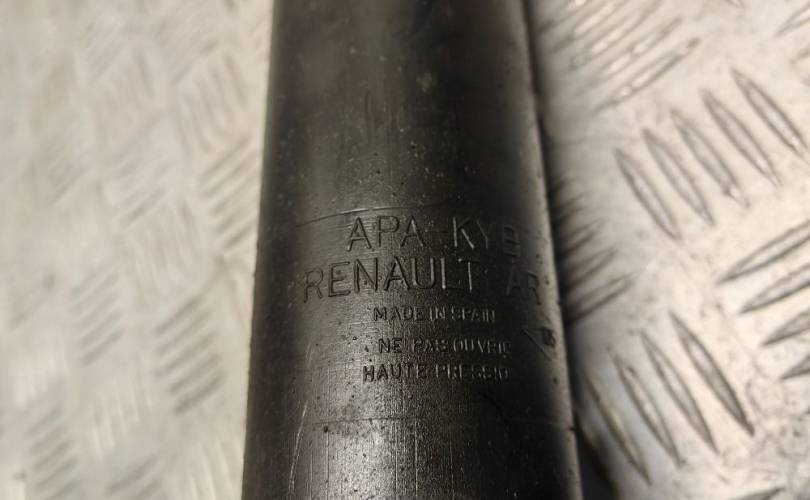 APA KYB
RENAULT AR
MADE IN SPAIN
NE PAS OUVRIR
HAUTE PRESSIO